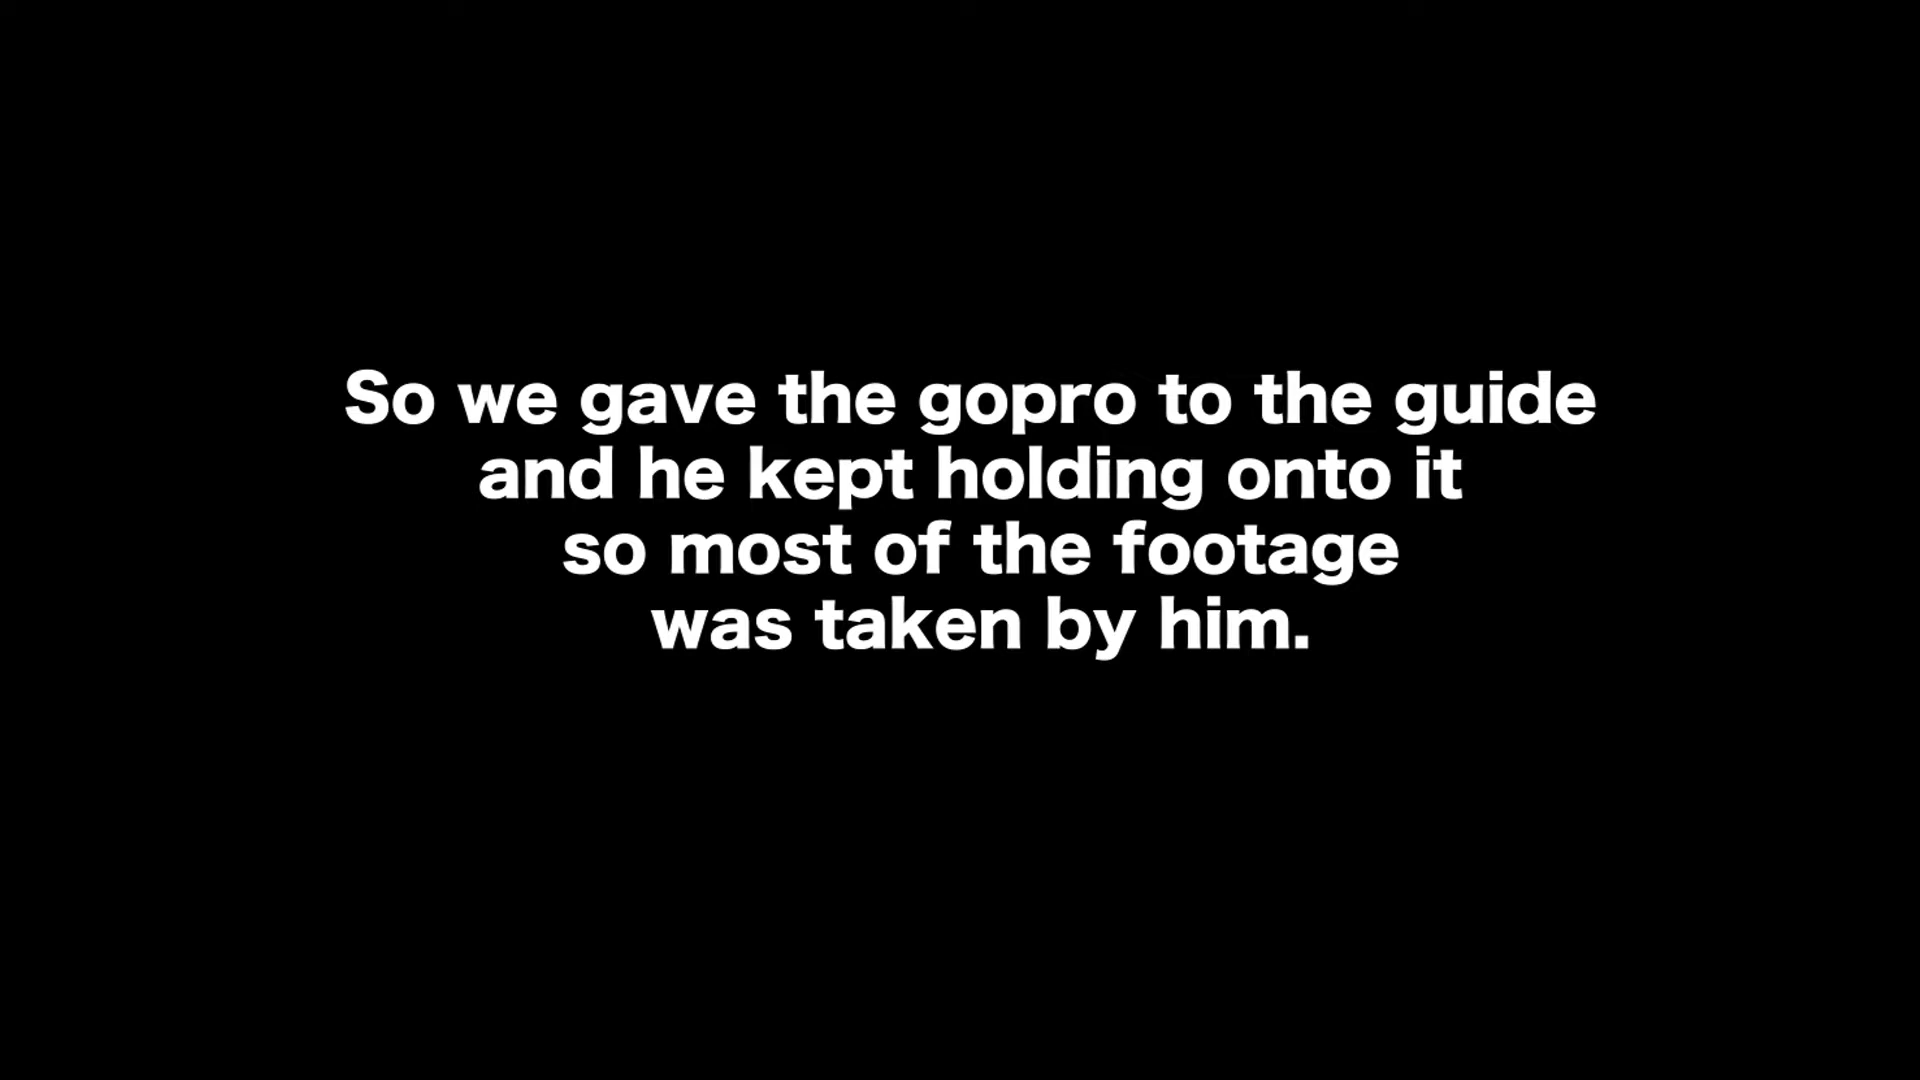 So we gave the gopro to the guide
and he kept holding onto it
so most of the footage
was taken by him.